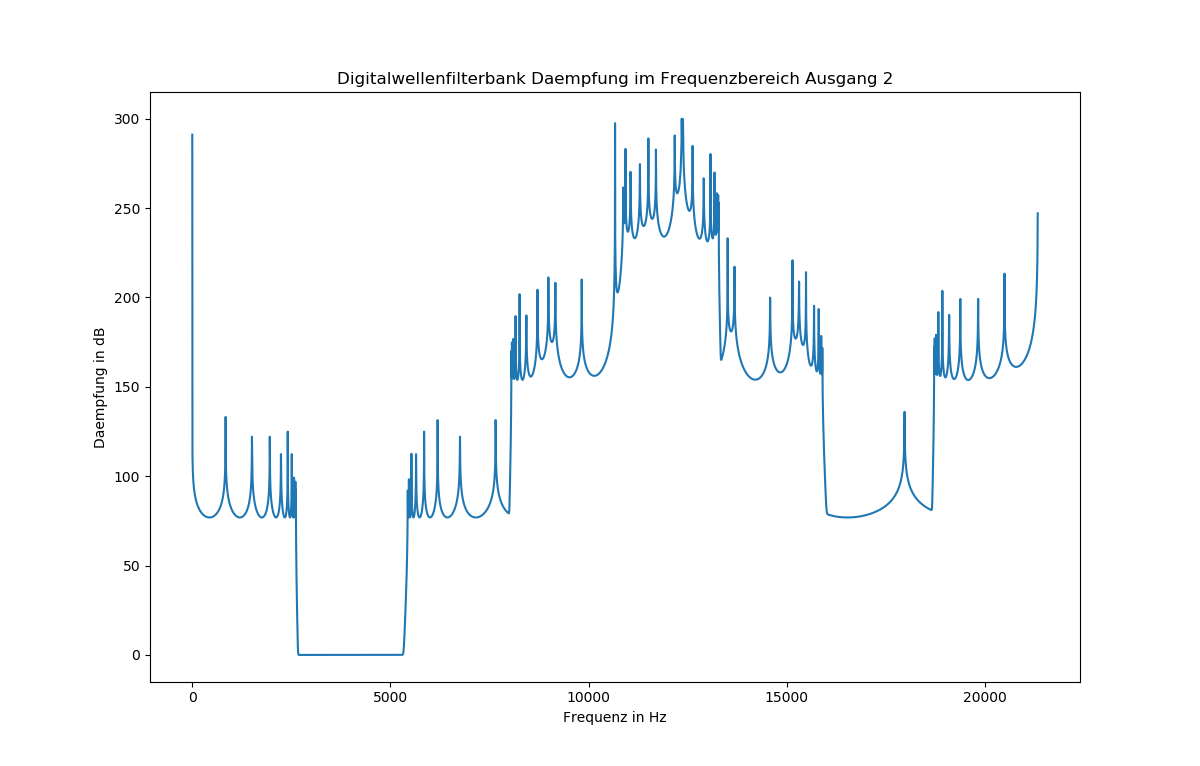 Digitalwellenfilterbank Daempfung im Frequenzbereich Ausgang 2
300
250
200
150
100
50
0
Daempfung in dB
0 5000 10000 15000 20000
Frequenz in Hz